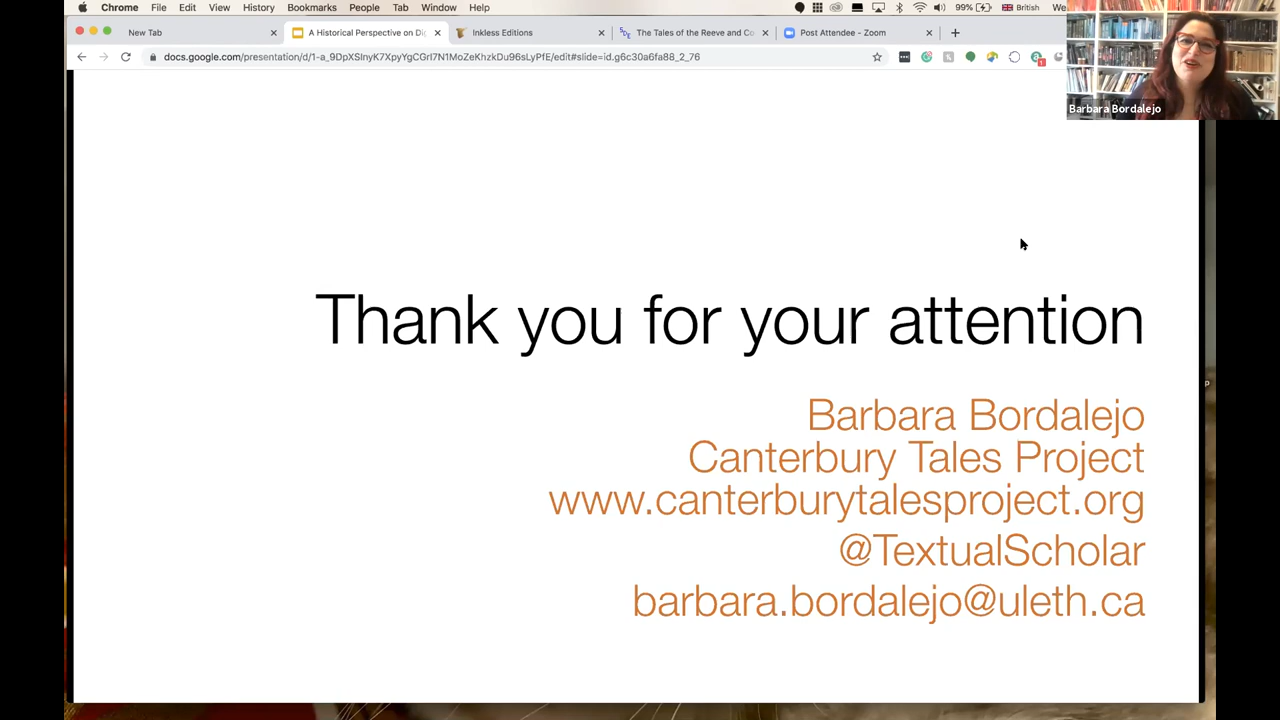 Chrome File Edit View History Bookmarks People Tab Window Help 99% British We
New Tab A Historical Perspective on Dig Inkless Editions The Tales of the Reeve and Co Post Attendee - Zoom
docs.google.com/presentation/d/1-a_9DpXSlnyK7XpyYgCGrI7N1MoZeKhzkDu96sLyPfE/edit#slide=id.g6c30a6fa88_2_76
Barbara Bordalejo
Thank you for your attention
Barbara Bordalejo
Canterbury Tales Project
www.canterburytalesproject.org
@TextualScholar
barbara.bordalejo@uleth.ca